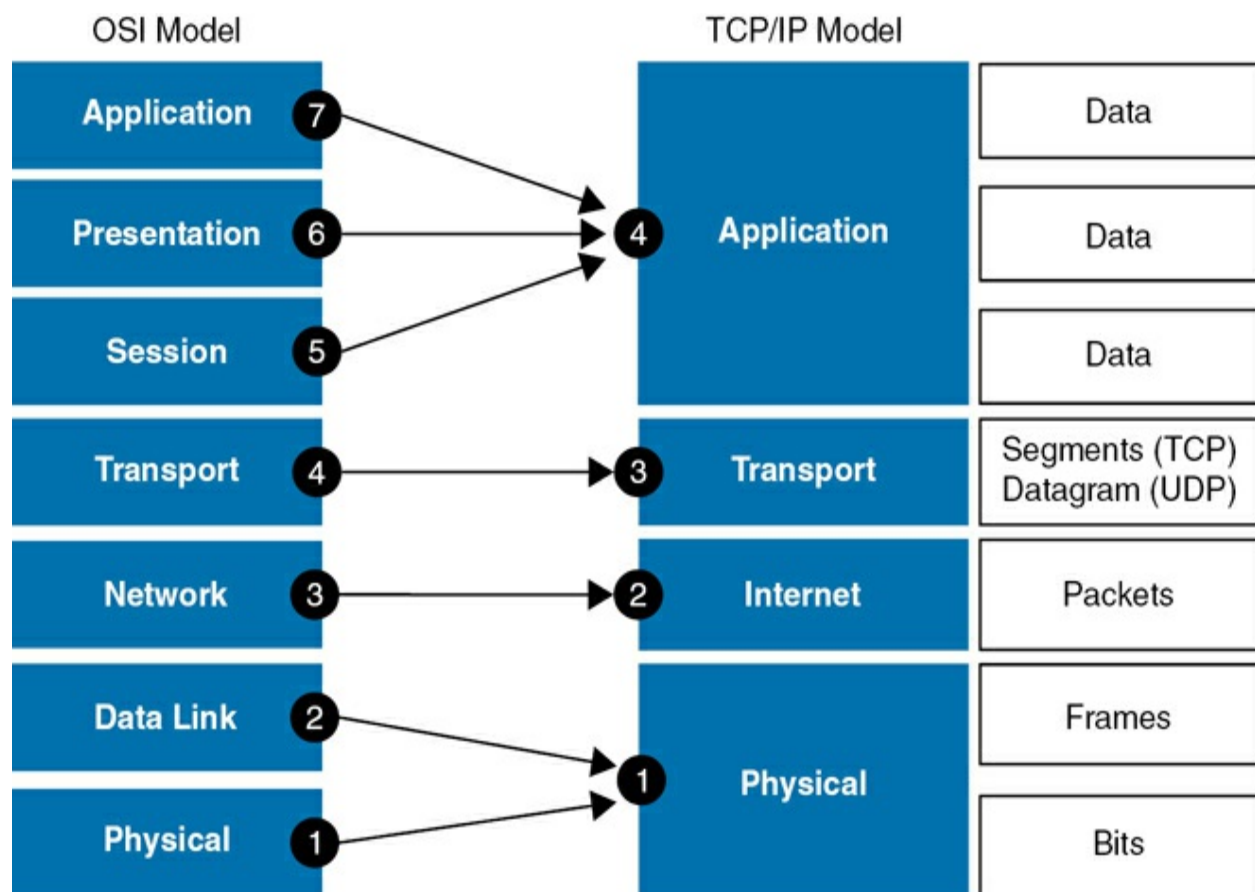 OSI Model
TCP/IP Model
Application
7
4
Application
Data
Presentation
6
Data
Session
5
Data
Transport
4
3
Transport
Segments (TCP)
Datagram (UDP)
Network
3
2
Internet
Packets
Data Link
2
1
Physical
Frames
Physical
1
Bits